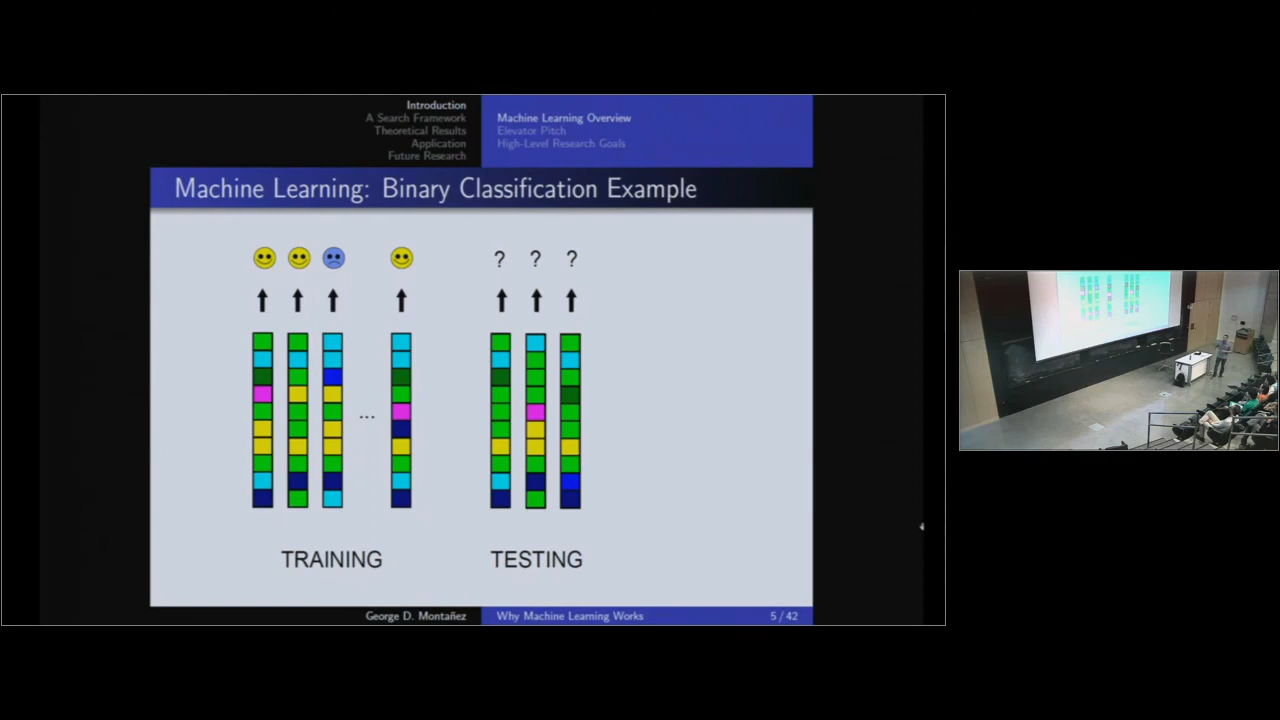 Introduction
A Search Framework
Theoretical Results
Application
Future Research
Machine Learning Overview
Elevator Pitch
High-Level Research Goals
Machine Learning: Binary Classification Example
? ? ?
...
TRAINING
TESTING
George D. Montañez
Why Machine Learning Works
5 / 42